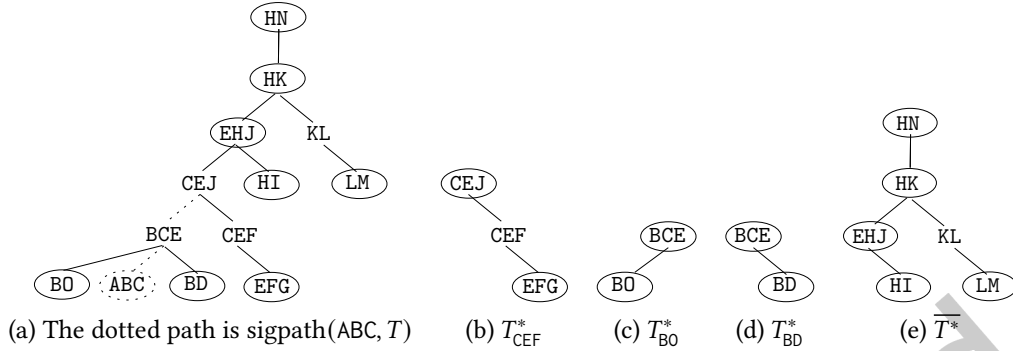 HN
HK
EHJ KL
HN
CEJ HI LM
CEJ
HK
BCE CEF
CEF
BCE
BCE
EHJ KL
BO ABC BD EFG
EFG
BO
BD
HI LM
(a) The dotted path is sigpath(ABC, T)
(b) T*CEF
(c) T*BO
(d) T*BD
(e) T*